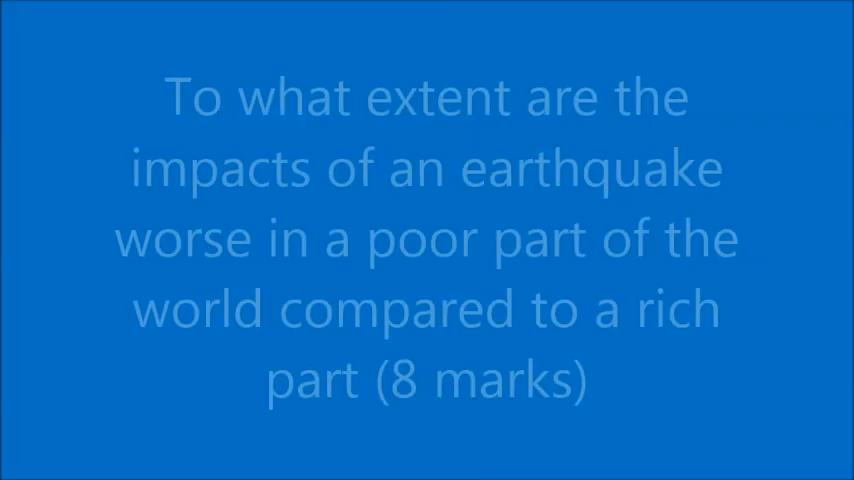 To what extent are the
impacts of an earthquake
worse in a poor part of the
world compared to a rich
part (8 marks)